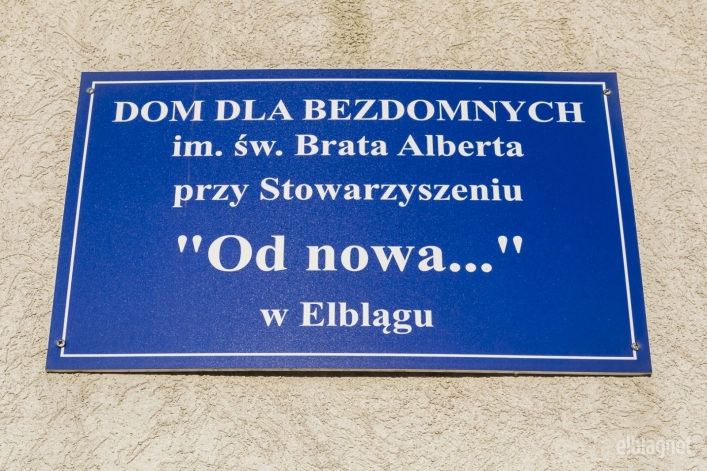 DOM DLA BEZDOMNYCH
im. św. Brata Alberta
przy Stowarzyszeniu
"Od nowa..."
w Elblągu
elblag.net